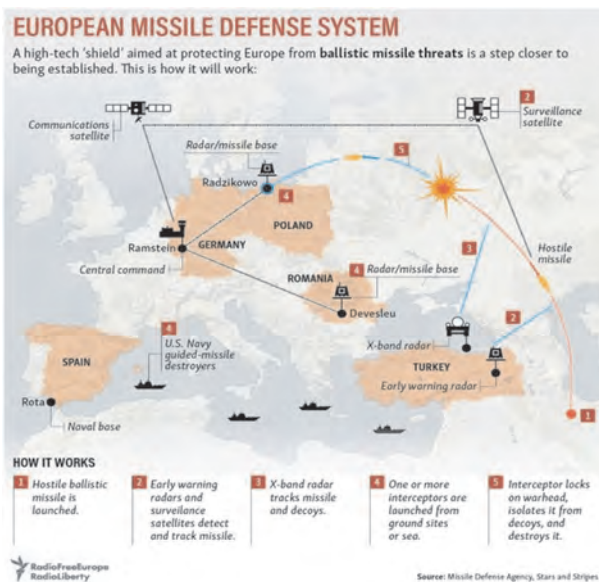 EUROPEAN MISSILE DEFENSE SYSTEM
A high-tech 'shield' aimed at protecting Europe from ballistic missile threats is a step closer to
being established. This is how it will work:
Communications
satellite
2
Surveillance
satellite
Radar/missile base
Radzikowo
4
5
POLAND
Ramstein
GERMANY
Central command
3
Hostile
missile
ROMANIA
4
Radar/missile base
Devesleu
2
4
U.S. Navy
guided-missile
destroyers
X-band radar
SPAIN
TURKEY
Early warning radar
Rota
Naval base
1
HOW IT WORKS
1 Hostile ballistic
missile is
launched.
2 Early warning
radars and
surveilance
satellites detect
and track missile.
3 X-band radar
tracks missile
and decoys.
4 One or more
interceptors are
launched from
ground sites
or sea.
5 Interceptor locks
on warhead,
isolates it from
decoys, and
destroys it.
RadioFreeEurope
RadioLiberty
Source: Missile Defense Agency, Stars and Stripes